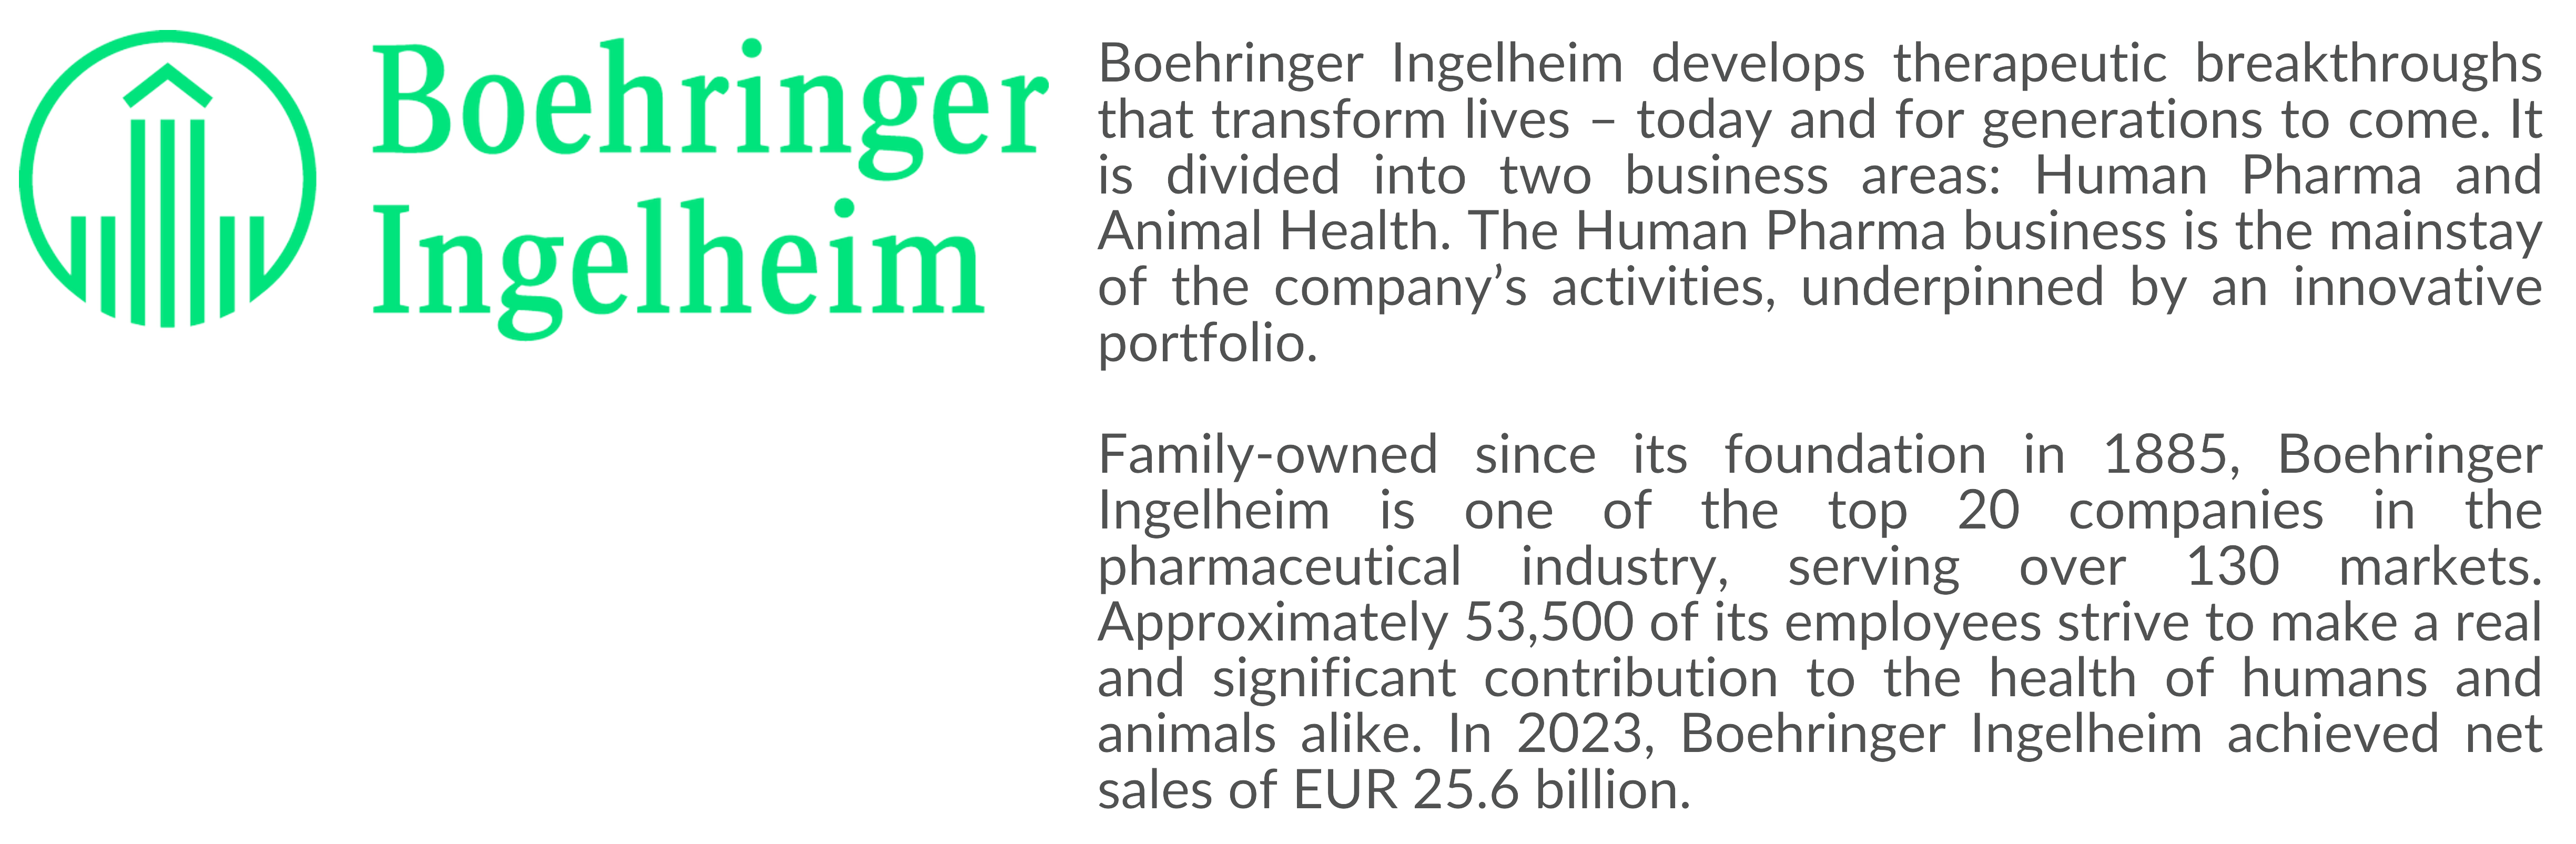 Boehringer
Ingelheim
Boehringer Ingelheim develops therapeutic breakthroughs
that transform lives – today and for generations to come. It
is divided into two business areas: Human Pharma and
Animal Health. The Human Pharma business is the mainstay
of the company’s activities, underpinned by an innovative
portfolio.
Family-owned since its foundation in 1885, Boehringer
Ingelheim is one of the top 20 companies in the
pharmaceutical industry, serving over 130 markets.
Approximately 53,500 of its employees strive to make a real
and significant contribution to the health of humans and
animals alike. In 2023, Boehringer Ingelheim achieved net
sales of EUR 25.6 billion.